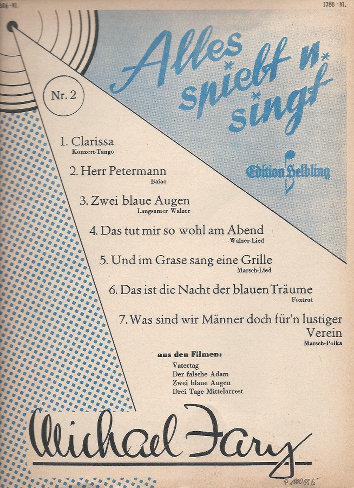 1386-Hl.
Alles
spielt u.
singt
Nr. 2
Edition Helbling
1. Clarissa
Konzert-Tango
2. Herr Petermann
Baiao
3. Zwei blaue Augen
Langsamer Walzer
4. Das tut mir so wohl am Abend
Walzer-Lied
5. Und im Grase sang eine Grille
Marsch-Lied
6. Das ist die Nacht der blauen Träume
Foxtrot
7. Was sind wir Männer doch für'n lustiger
Verein
Marsch-Polka
aus den Filmen:
Vatertag
Der falsche Adam
Zwei blaue Augen
Drei Tage Mittelarrest
Michael Jary